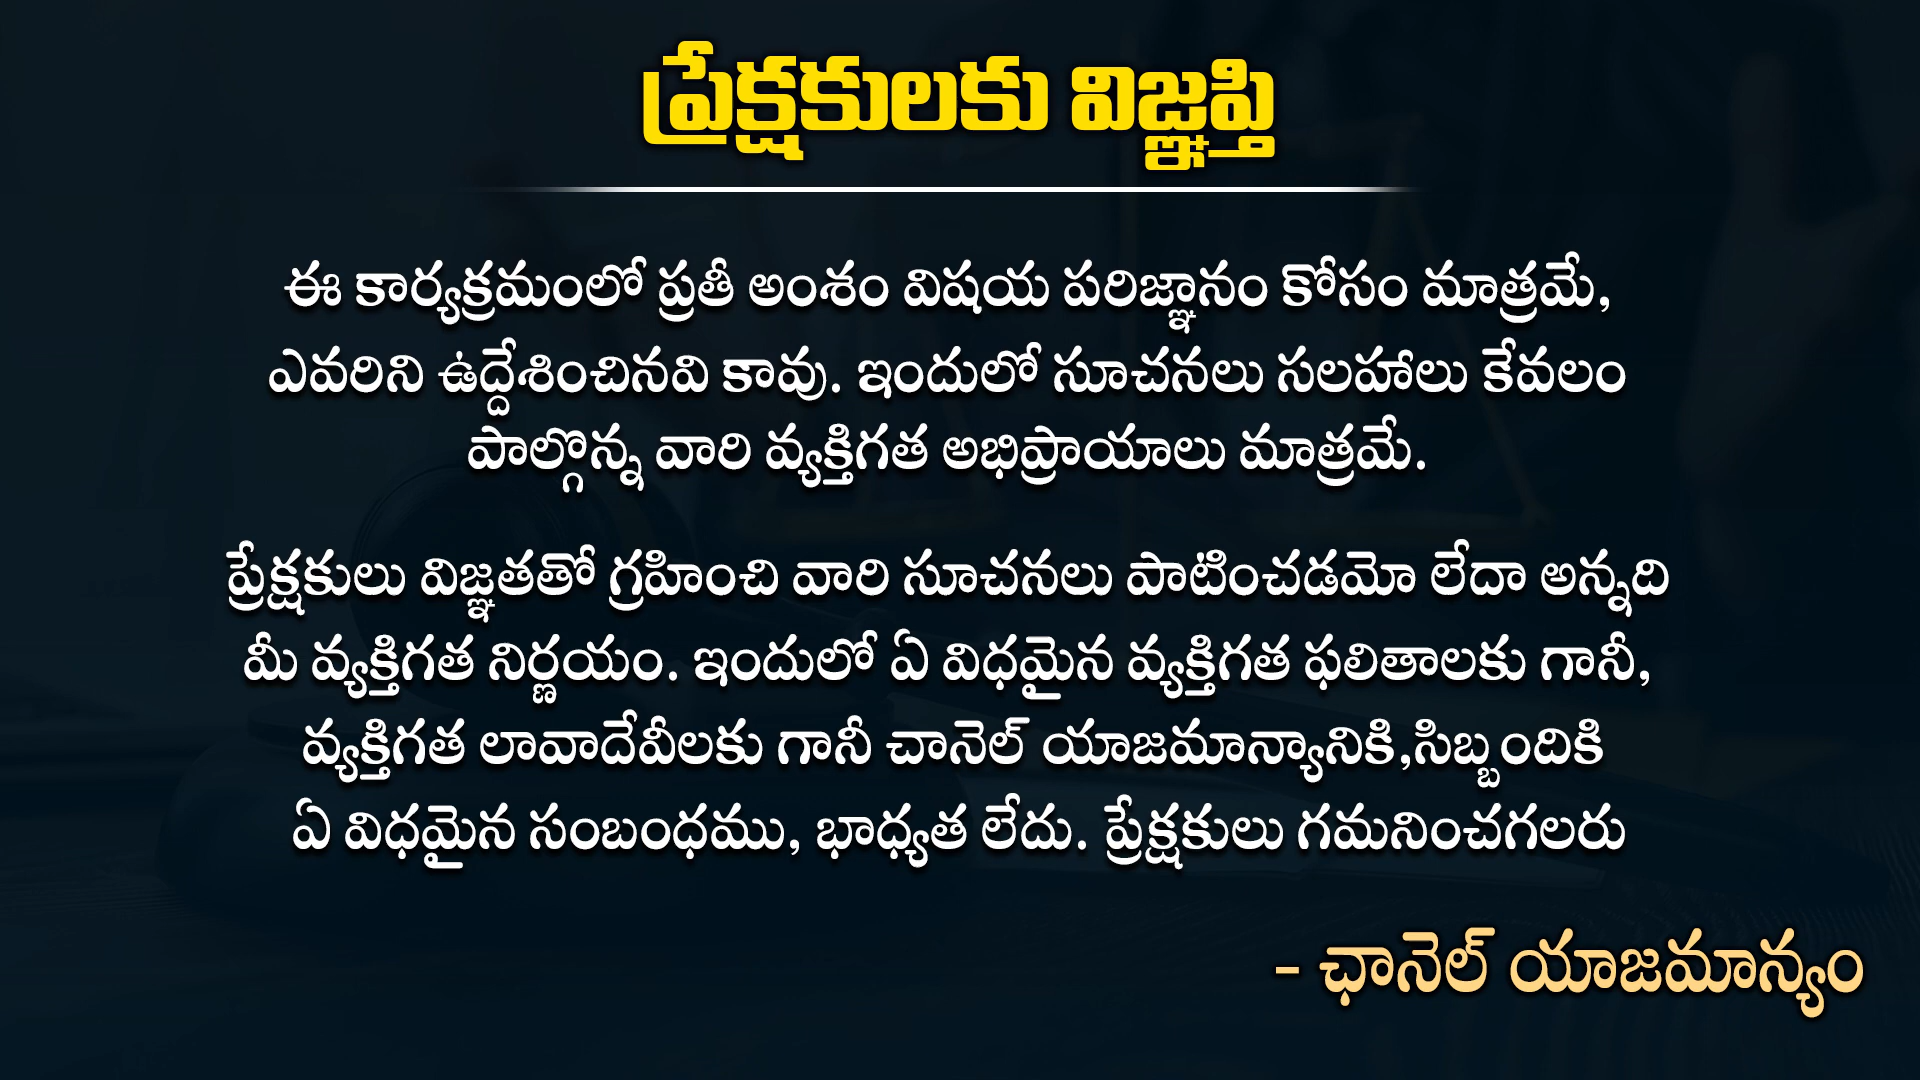 ప్రేక్షకులకు విజ్ఞప్తి
ఈ కార్యక్రమంలో ప్రతీ అంశం విషయ పరిజ్ఞానం కోసం మాత్రమే,
ఎవరిని ఉద్దేశించినవి కావు. ఇందులో సూచనలు సలహాలు కేవలం
పాల్గొన్న వారి వ్యక్తిగత అభిప్రాయాలు మాత్రమే.
ప్రేక్షకులు విజ్ఞతతో గ్రహించి వారి సూచనలు పాటించడమో లేదా అన్నది
మీ వ్యక్తిగత నిర్ణయం. ఇందులో ఏ విధమైన వ్యక్తిగత ఫలితాలకు గానీ,
వ్యక్తిగత లావాదేవీలకు గానీ చానెల్ యాజమాన్యానికి,సిబ్బందికి
ఏ విధమైన సంబంధము, భాధ్యత లేదు. ప్రేక్షకులు గమనించగలరు
- ఛానెల్ యాజమాన్యం